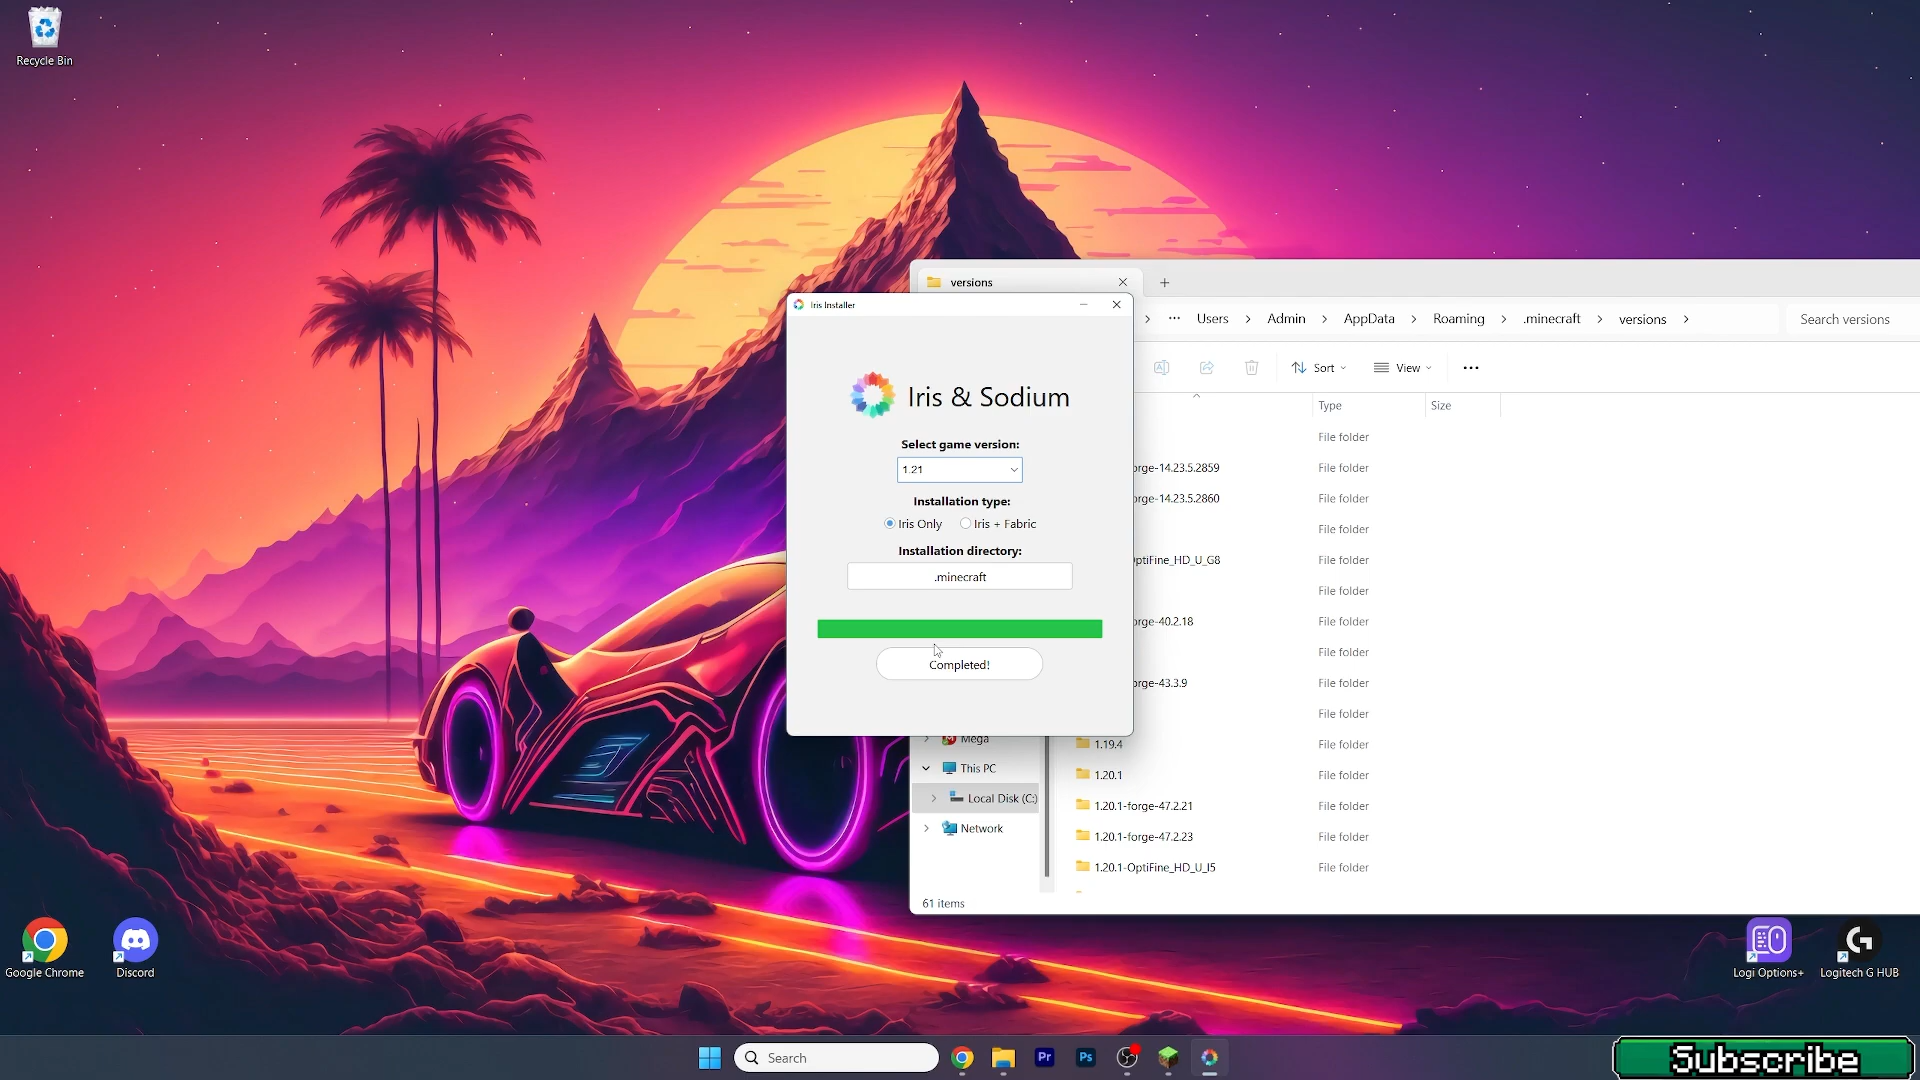 Recycle Bin
versions
Iris Installer
Users
Admin
AppData
Roaming
.minecraft
versions
Search versions
Sort
View
Iris & Sodium
Type
Size
Select game version:
1.21
Installation type:
Iris Only
Iris + Fabric
Installation directory:
.minecraft
Completed!
File folder
orge-14.23.5.2859
File folder
orge-14.23.5.2860
File folder
File folder
OptiFine_HD_U_G8
File folder
File folder
orge-40.2.18
File folder
File folder
orge-43.3.9
File folder
File folder
Mega
1.19.4
File folder
This PC
1.20.1
File folder
Local Disk (C:)
1.20.1-forge-47.2.21
File folder
Network
1.20.1-forge-47.2.23
File folder
1.20.1-OptiFine_HD_U_I5
File folder
61 items
Google Chrome
Discord
Logi Options+
Logitech G HUB
Search
Pr
Ps
Subscribe